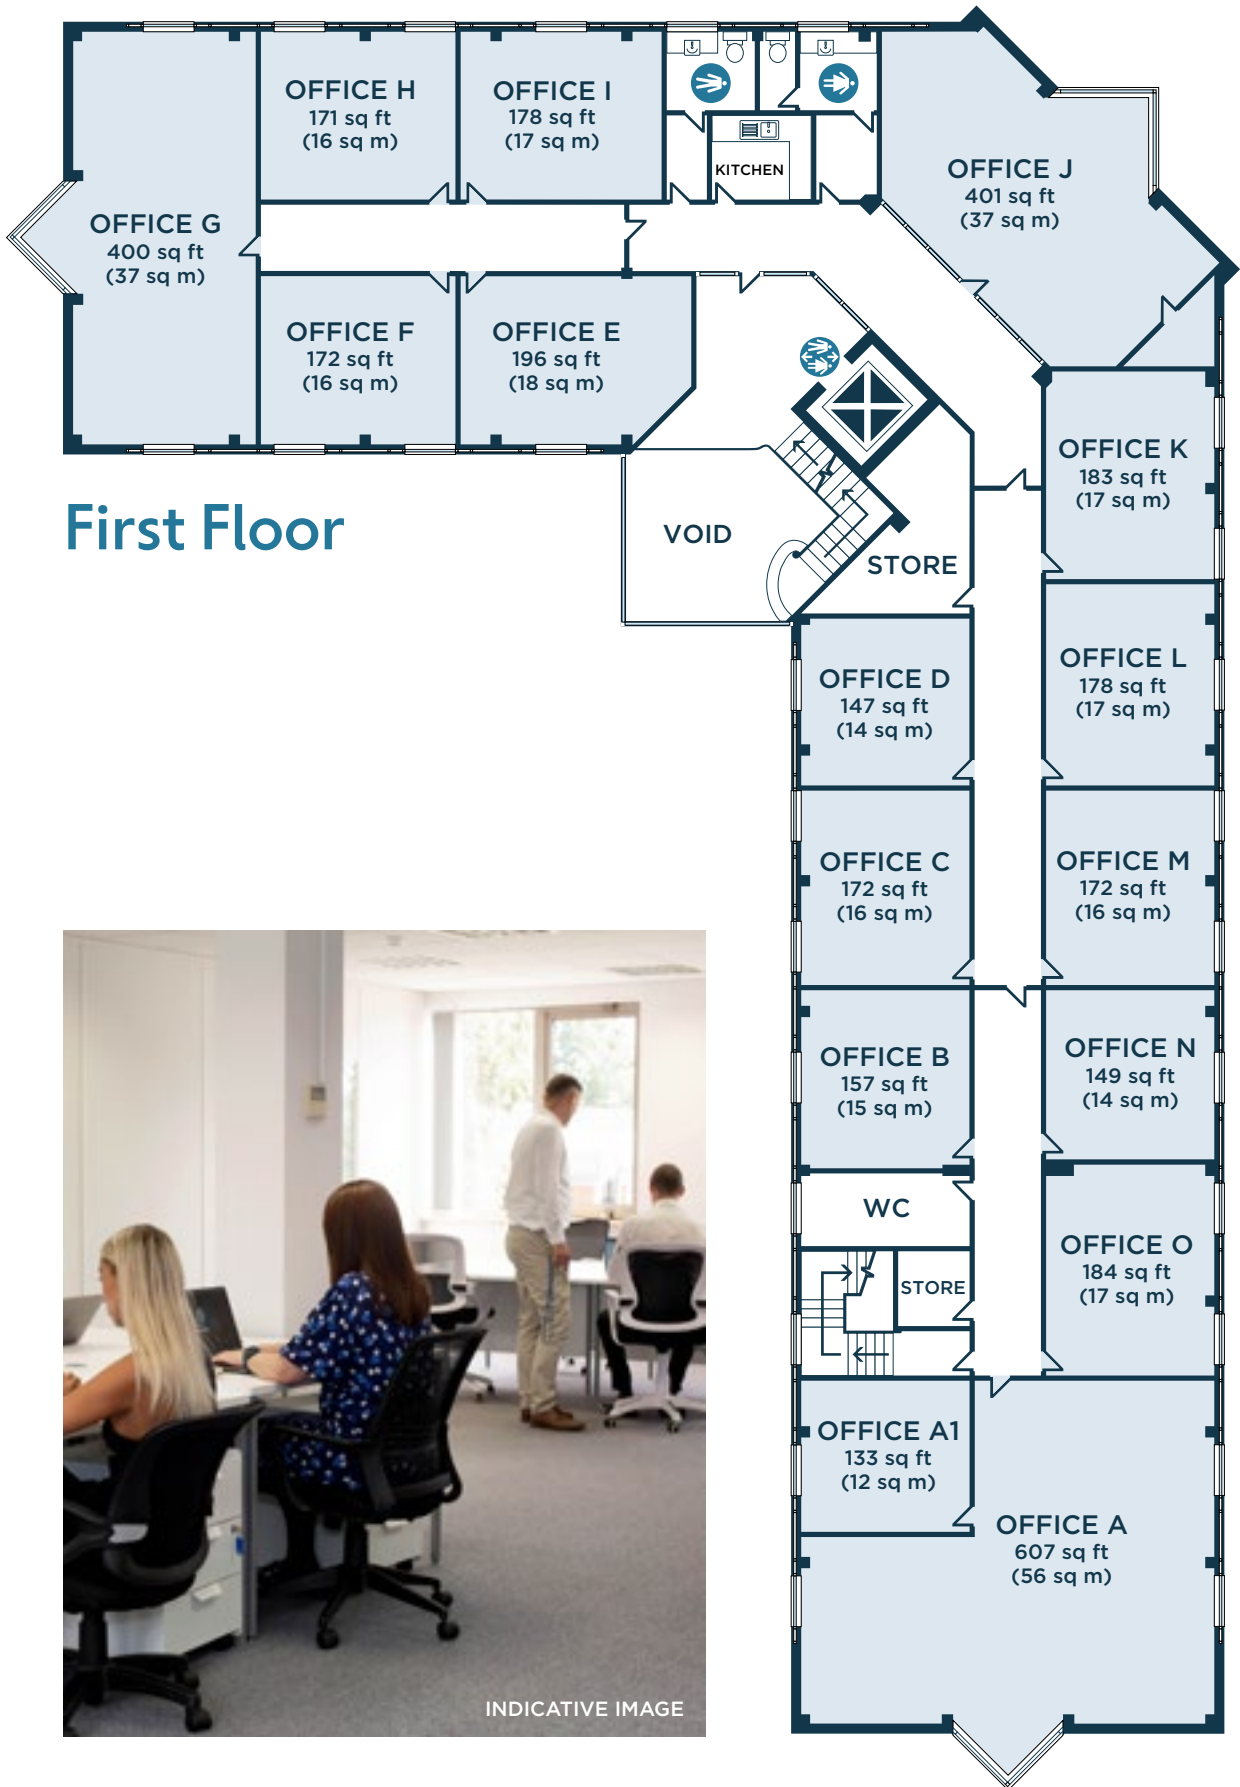 OFFICE H
171 sq ft
(16 sq m)
OFFICE I
178 sq ft
(17 sq m)
KITCHEN
OFFICE J
401 sq ft
(37 sq m)
OFFICE G
400 sq ft
(37 sq m)
OFFICE F
172 sq ft
(16 sq m)
OFFICE E
196 sq ft
(18 sq m)
First Floor
VOID
STORE
OFFICE K
183 sq ft
(17 sq m)
OFFICE D
147 sq ft
(14 sq m)
OFFICE L
178 sq ft
(17 sq m)
OFFICE C
172 sq ft
(16 sq m)
OFFICE M
172 sq ft
(16 sq m)
OFFICE B
157 sq ft
(15 sq m)
OFFICE N
149 sq ft
(14 sq m)
WC
STORE
OFFICE O
184 sq ft
(17 sq m)
OFFICE A1
133 sq ft
(12 sq m)
OFFICE A
607 sq ft
(56 sq m)
INDICATIVE IMAGE